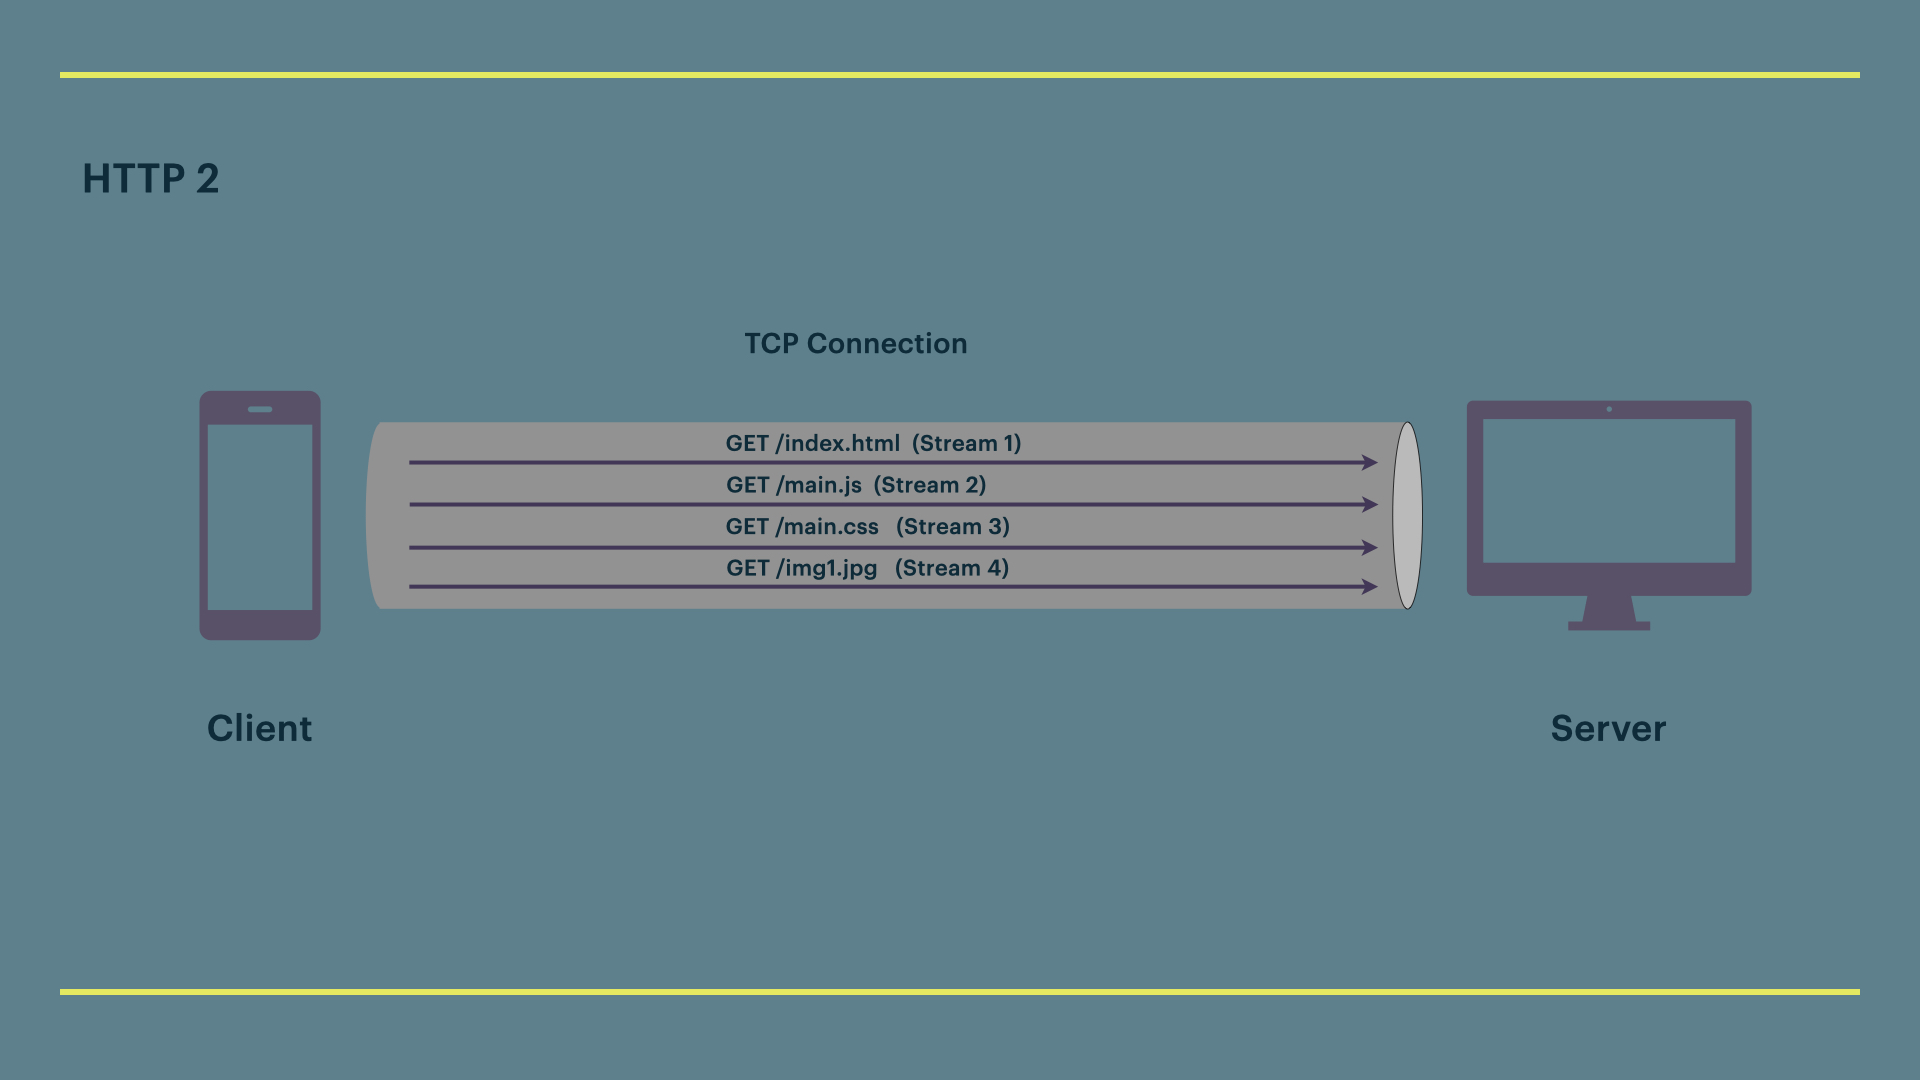 HTTP 2
TCP Connection
GET /index.html (Stream 1)
GET /main.js (Stream 2)
GET /main.css (Stream 3)
GET /img1.jpg (Stream 4)
Client
Server